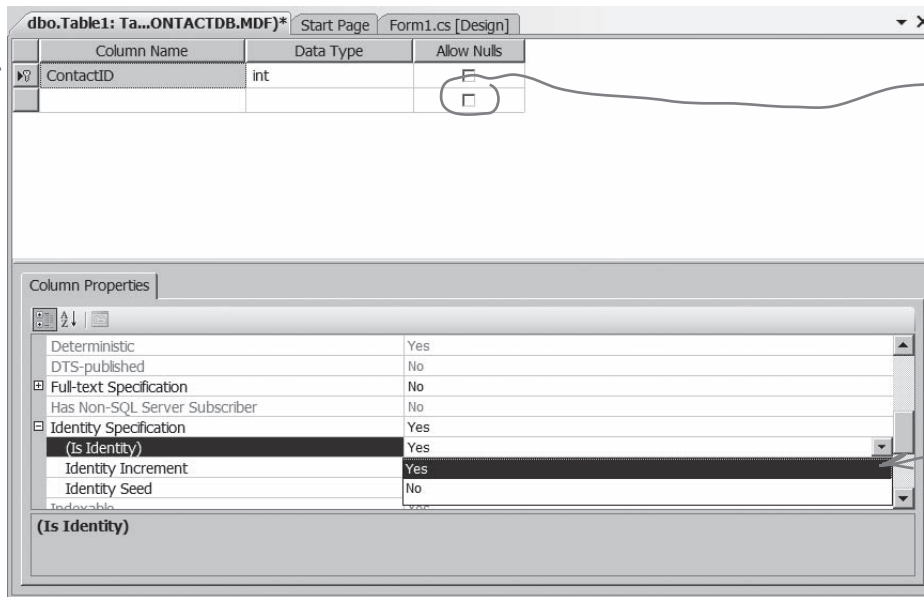 dbo.Table1: Ta...ONTACTDB.MDF)* Start Page Form1.cs [Design]
Column Name Data Type Allow Nulls
ContactID int
Column Properties
Deterministic Yes
DTS-published No
Full-text Specification No
Has Non-SQL Server Subscriber No
Identity Specification Yes
(Is Identity) Yes
Identity Increment Yes
Identity Seed No
Indexable Yes
(Is Identity)